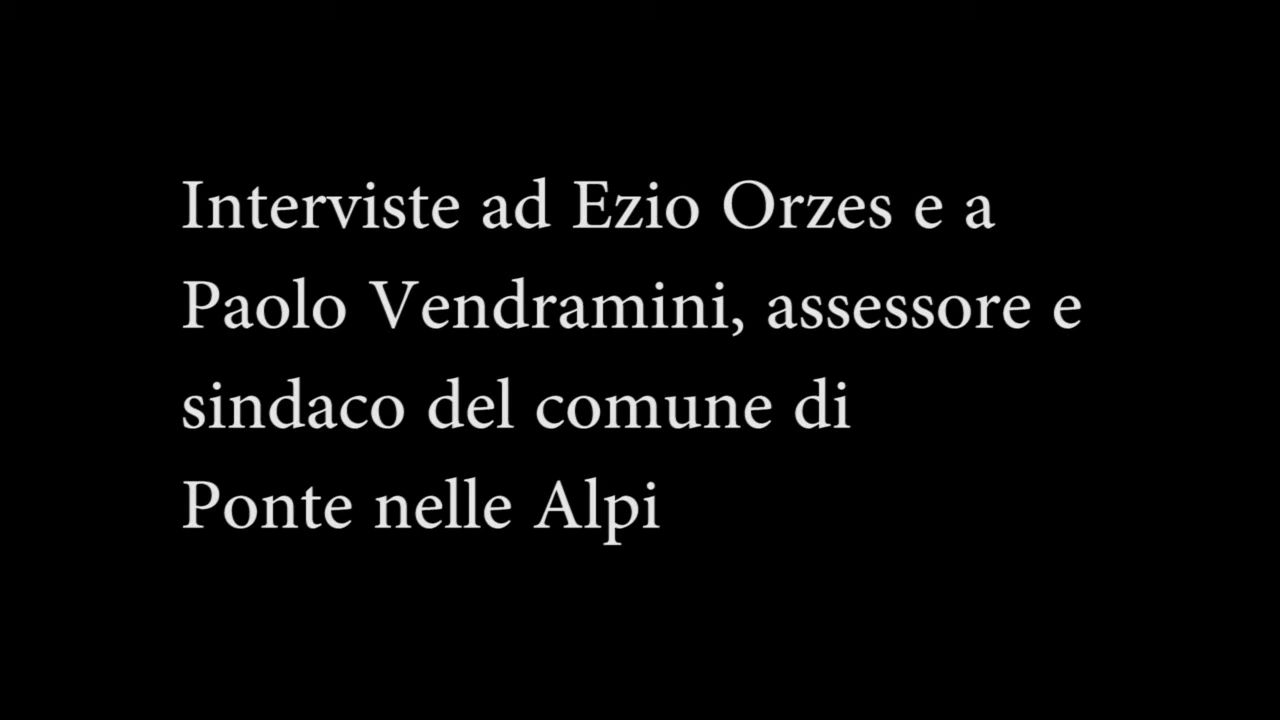 Interviste ad Ezio Orzes e a
Paolo Vendramini, assessore e
sindaco del comune di
Ponte nelle Alpi